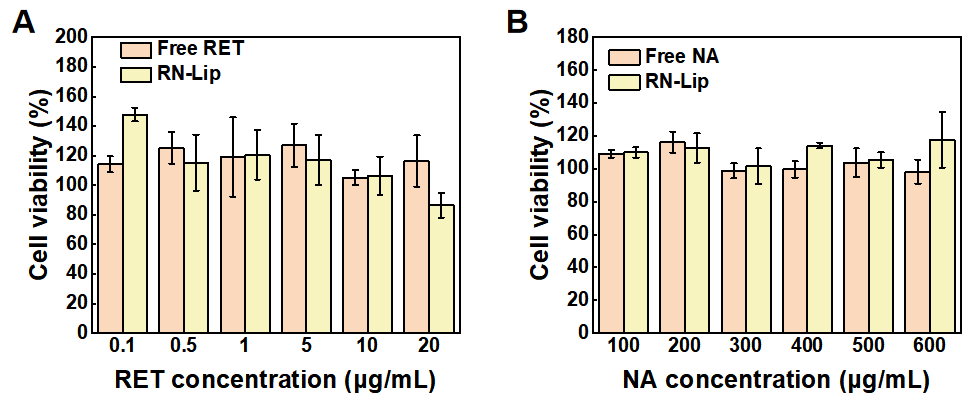 A
Cell viability (%)
200
180
160
140
120
100
80
60
40
20
0
Free RET
RN-Lip
0.1 0.5 1 5 10 20
RET concentration (μg/mL)
B
Cell viability (%)
180
160
140
120
100
80
60
40
20
0
Free NA
RN-Lip
100 200 300 400 500 600
NA concentration (μg/mL)